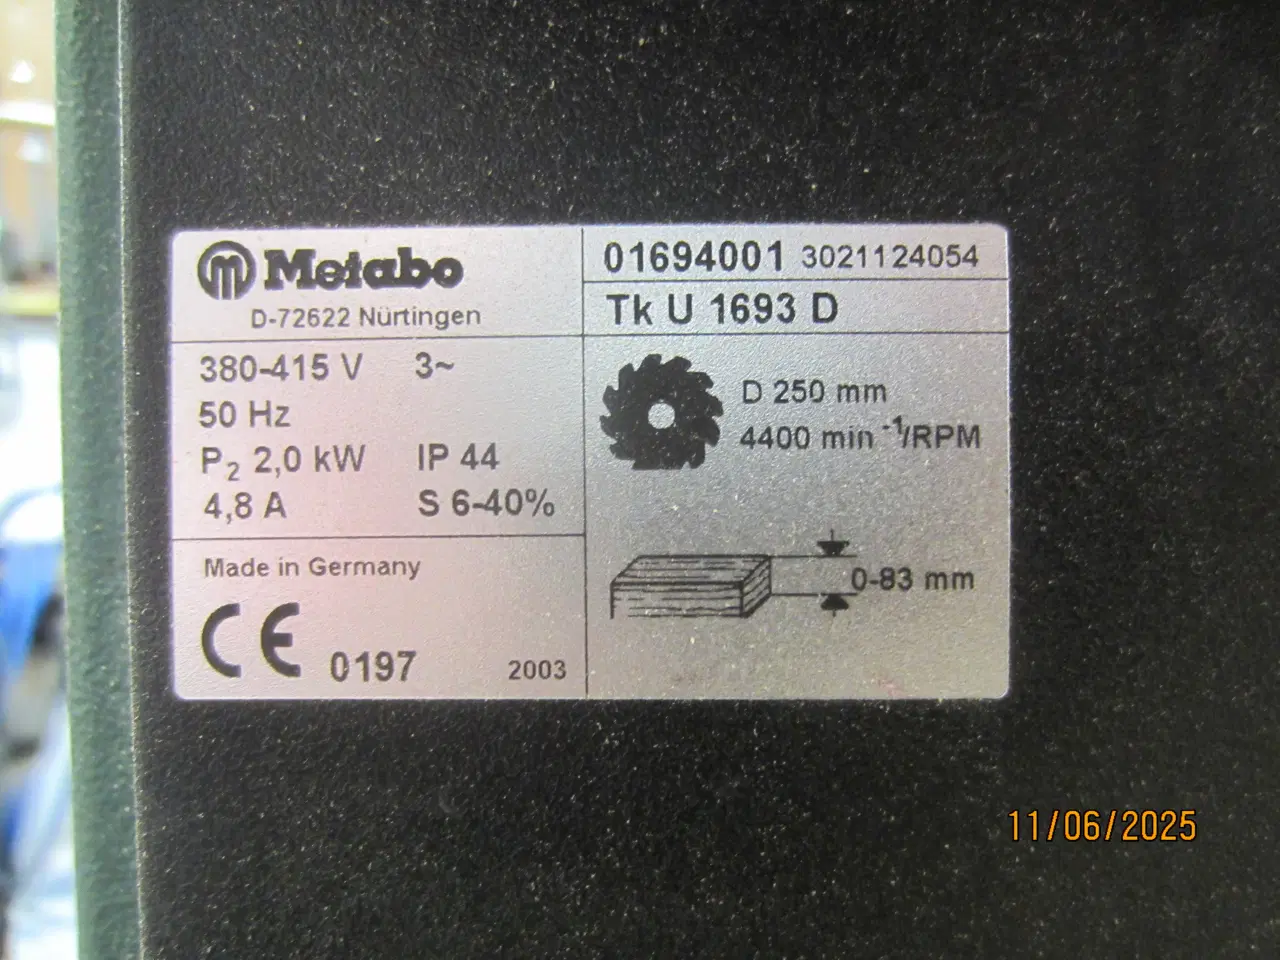 Metabo
D-72622 Nürtingen
01694001 3021124054
Tk U 1693 D
380-415 V 3~
50 Hz
P2 2,0 kW IP 44
4,8 A S 6-40%
D 250 mm
4400 min -1/RPM
0-83 mm
Made in Germany
CE 0197 2003
11/06/2025